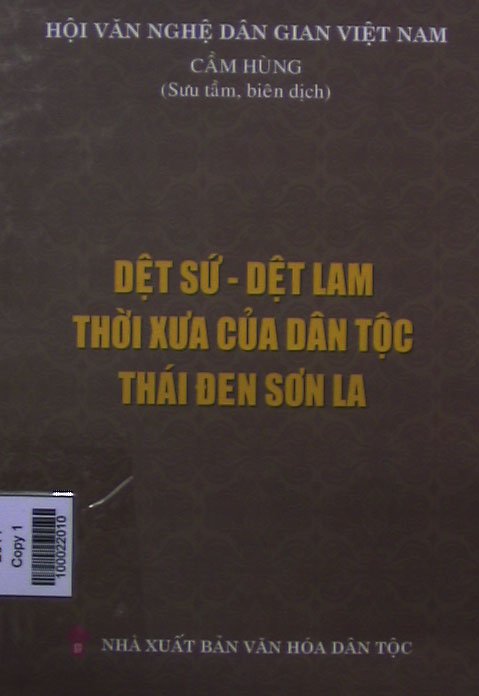 HỘI VĂN NGHỆ DÂN GIAN VIỆT NAM
CẦM HÙNG
(Sưu tầm, biên dịch)
DỆT SỨ - DỆT LAM
THỜI XƯA CỦA DÂN TỘC
THÁI ĐEN SƠN LA
Copy 1
100022010
NHÀ XUẤT BẢN VĂN HÓA DÂN TỘC